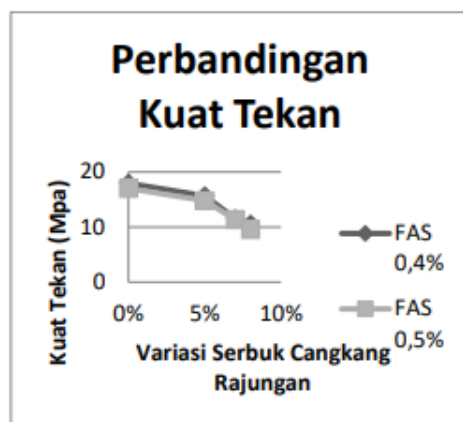 Perbandingan
Kuat Tekan
Kuat Tekan (Mpa)
20
10
0
0%
5%
10%
Variasi Serbuk Cangkang
Rajungan
FAS
0,4%
FAS
0,5%